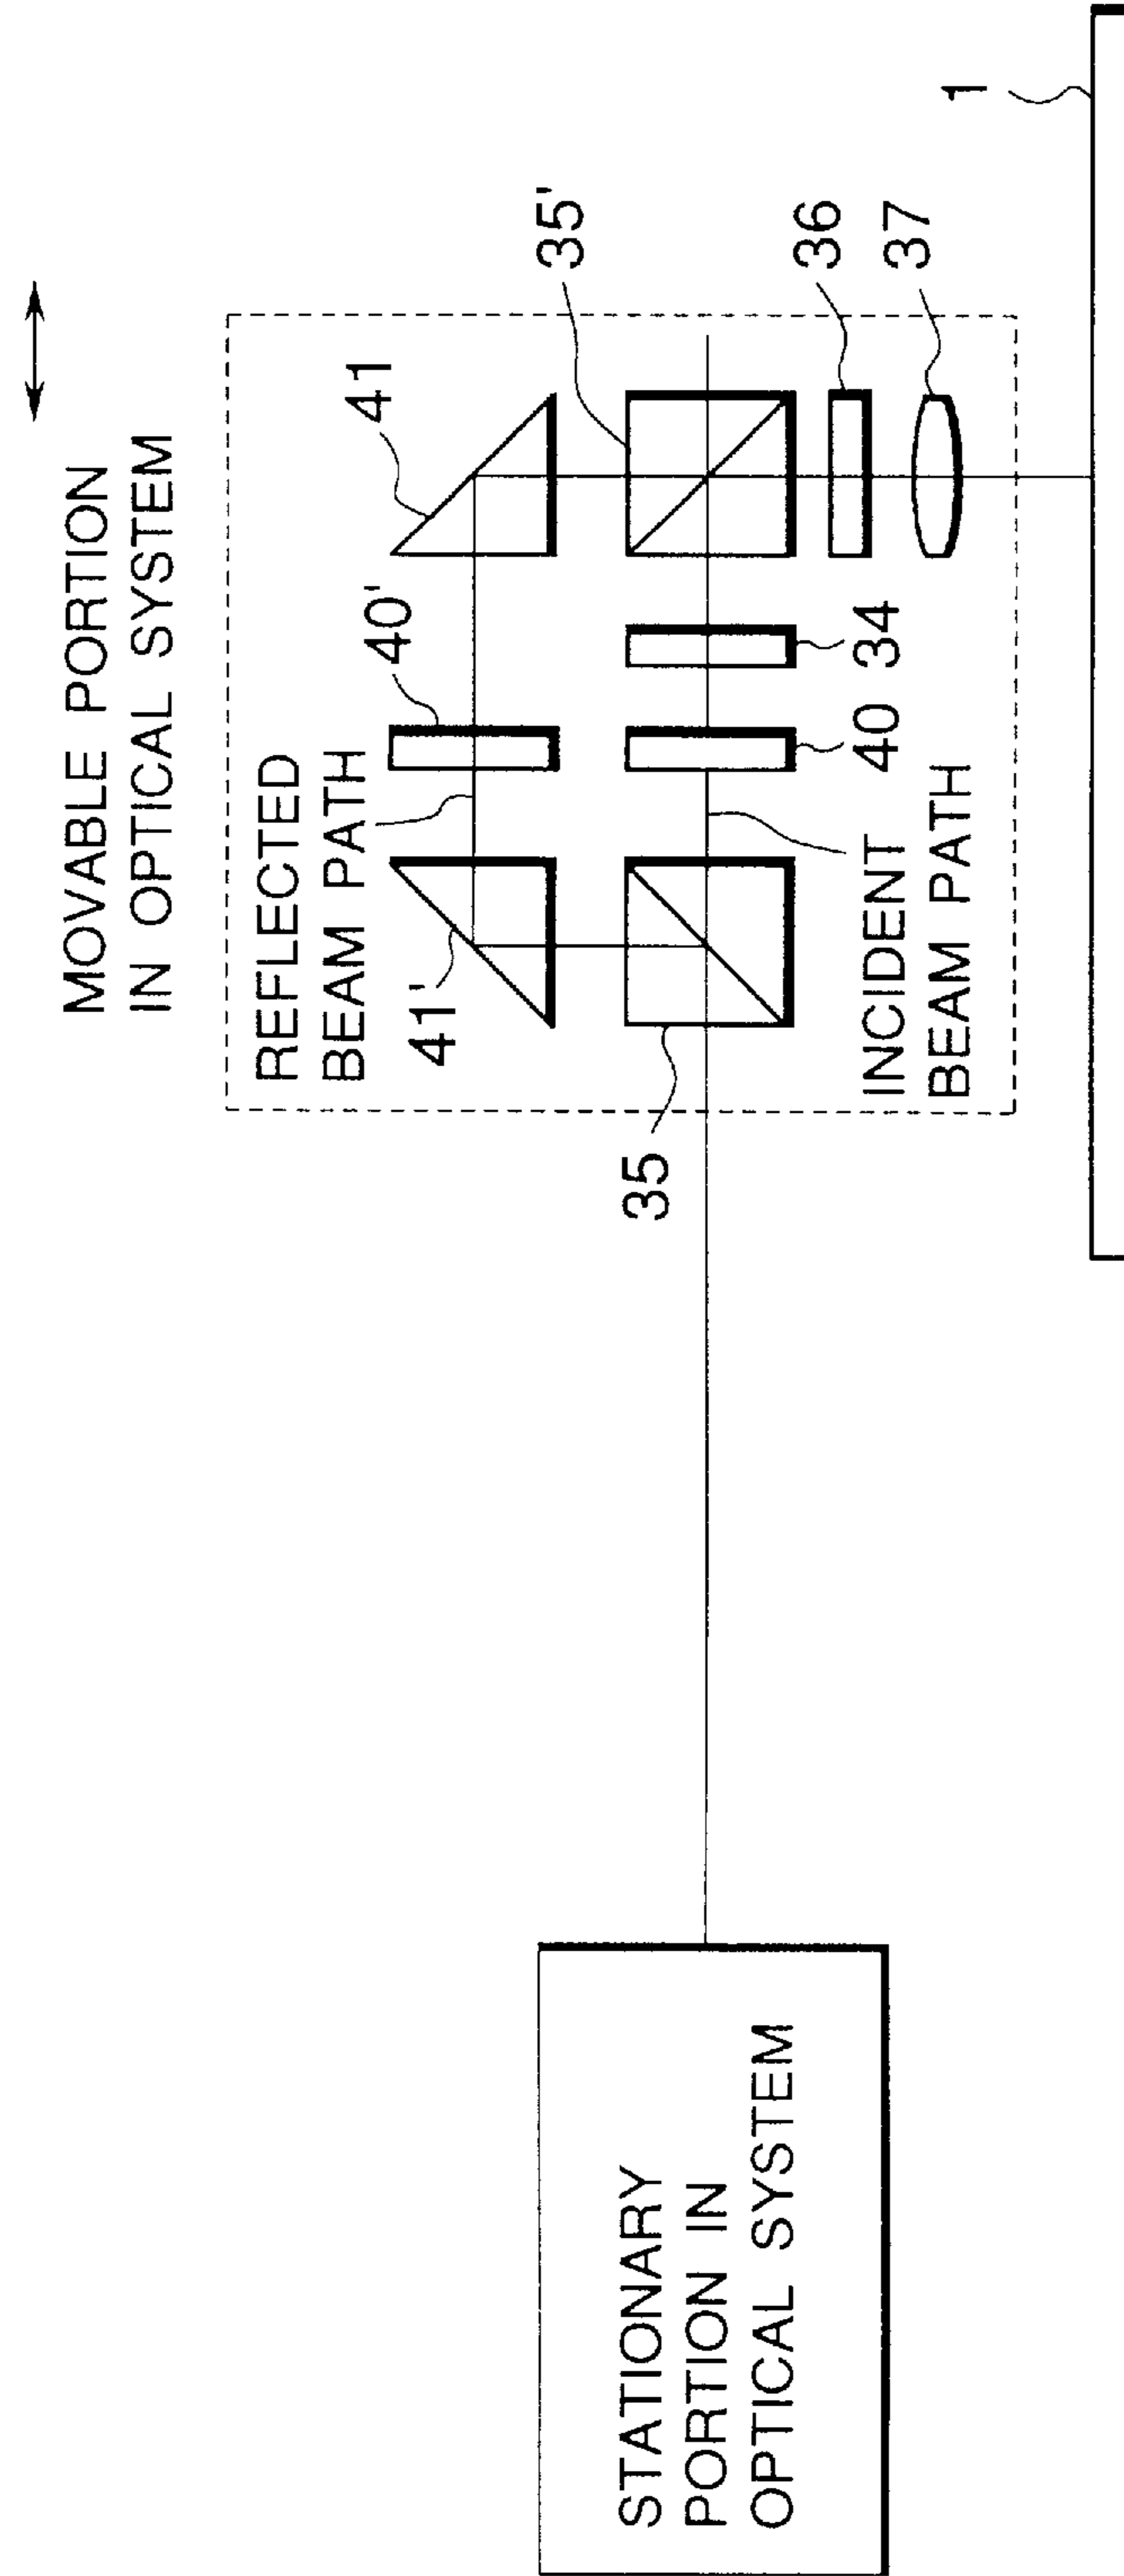 MOVABLE PORTION
IN OPTICAL SYSTEM
REFLECTED
BEAM PATH
40'
41
41'
35'
1
36
37
34
40
35
INCIDENT
BEAM PATH
STATIONARY
PORTION IN
OPTICAL SYSTEM